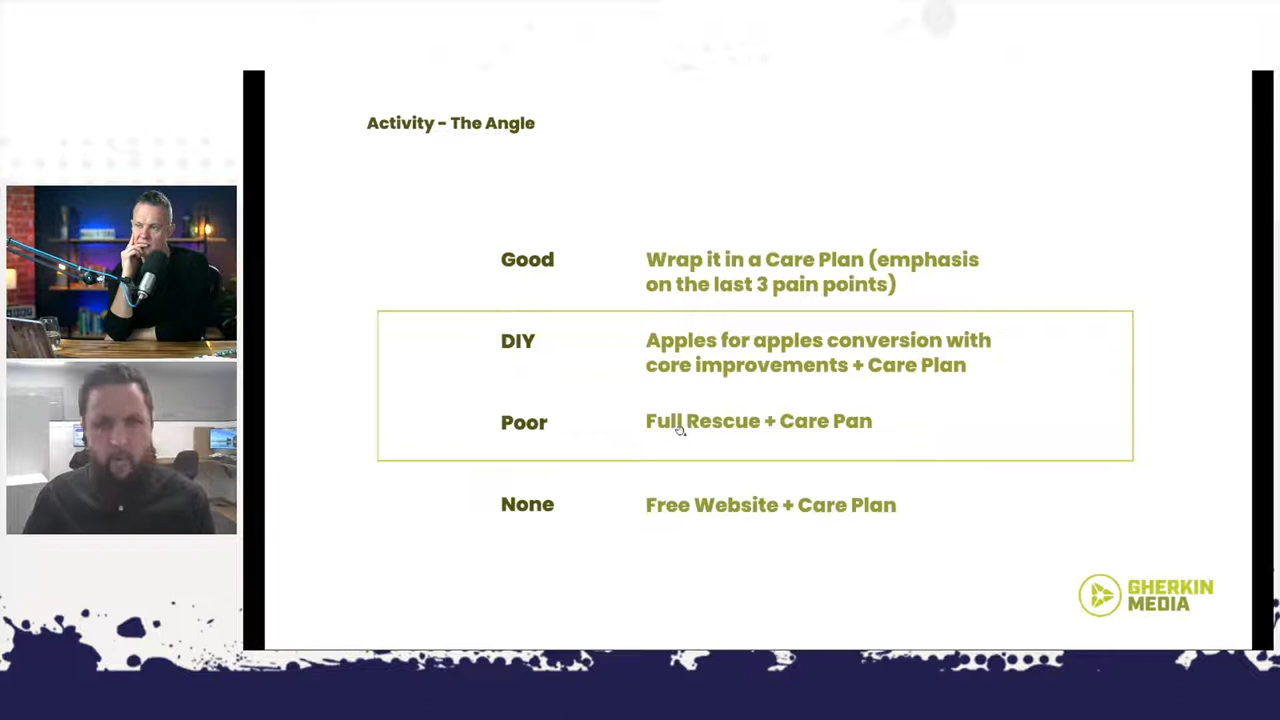 Activity - The Angle
Good
Wrap it in a Care Plan (emphasis
on the last 3 pain points)
DIY
Apples for apples conversion with
core improvements + Care Plan
Poor
Full Rescue + Care Pan
None
Free Website + Care Plan
GHERKIN
MEDIA